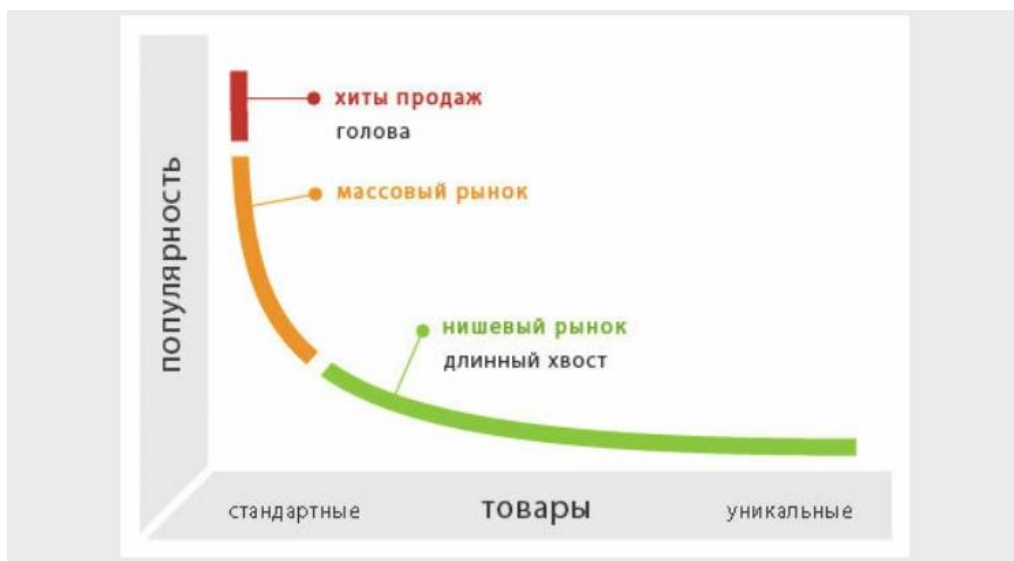 популярность
хиты продаж
голова
массовый рынок
нишевый рынок
длинный хвост
стандартные
товары
уникальные